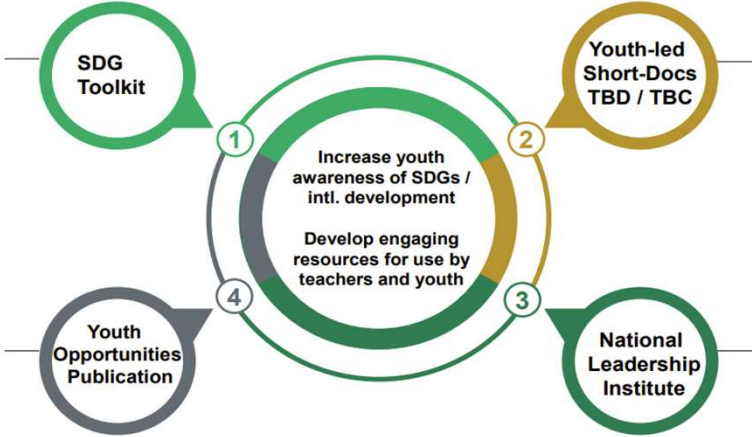 SDG
Toolkit
1
Youth-led
Short-Docs
TBD / TBC
2
Increase youth
awareness of SDGs /
intl. development
Develop engaging
resources for use by
teachers and youth
4
Youth
Opportunities
Publication
3
National
Leadership
Institute